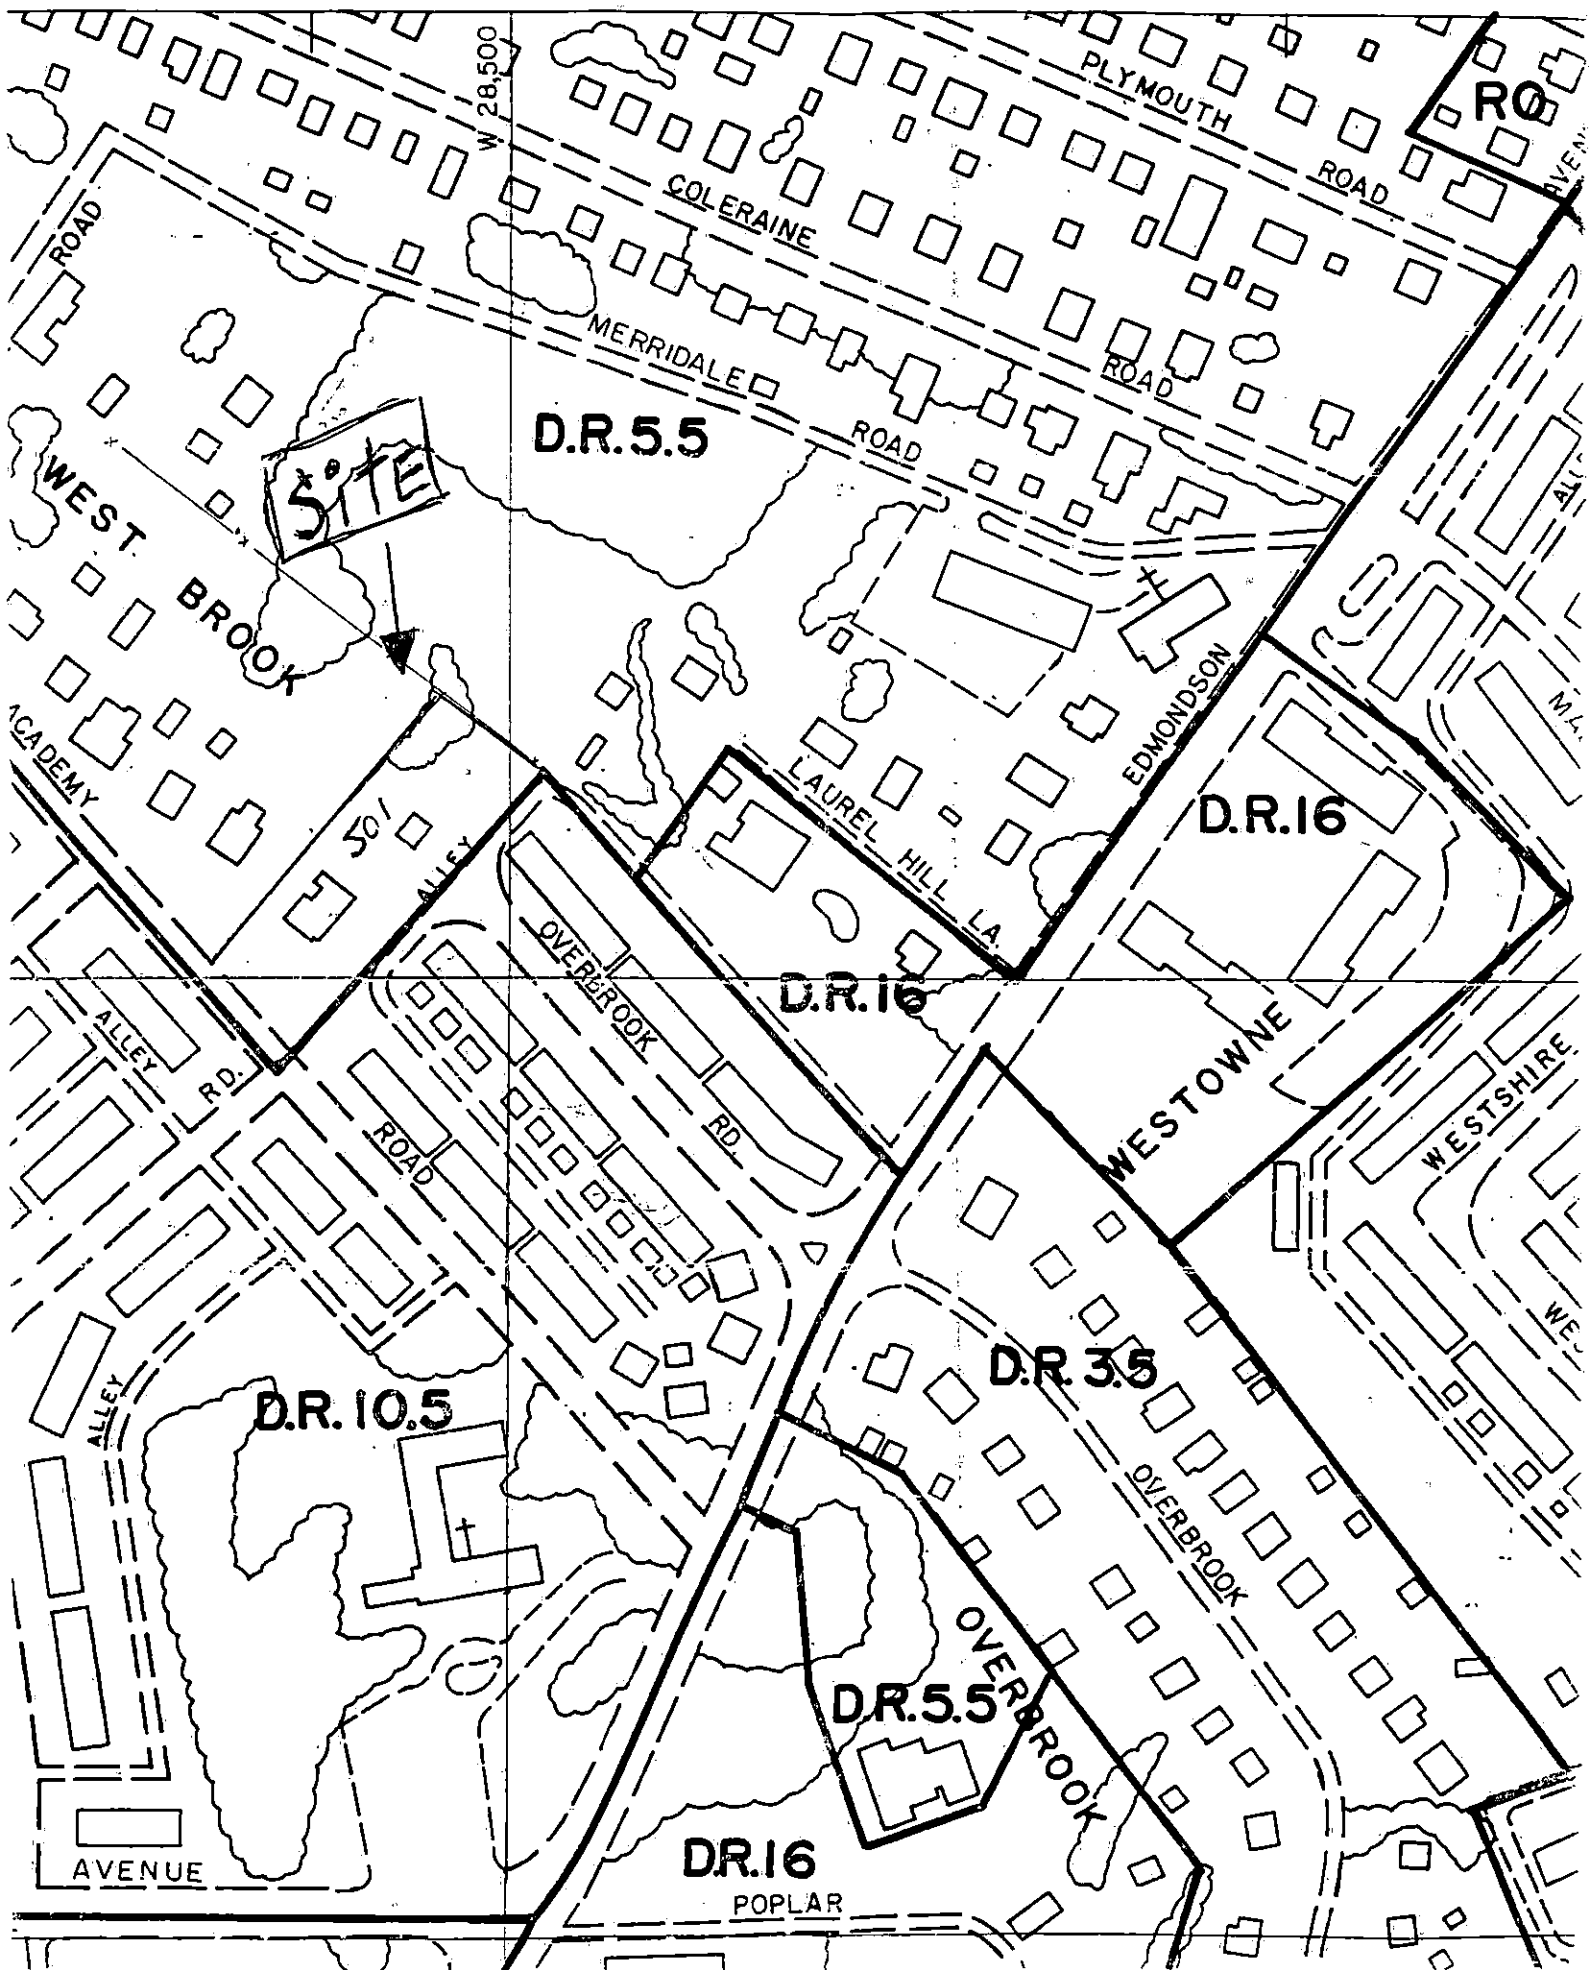 W 28,500
PLYMOUTH
ROAD
RO
COLERAINE
ROAD
ROAD
MERRIDALE
ROAD
D.R.5.5
SITE
WEST BROOK
ACADEMY
RD.
501
ALLEY
LAUREL HILL LA.
EDMONDSON
D.R.16
D.R.16
OVERBROOK
RD.
WESTOWNE
WESTSHIRE
ALLEY
ROAD
D.R.3.5
D.R.10.5
ALLEY
OVERBROOK
OVERBROOK
D.R.5.5
D.R.16
AVENUE
POPLAR